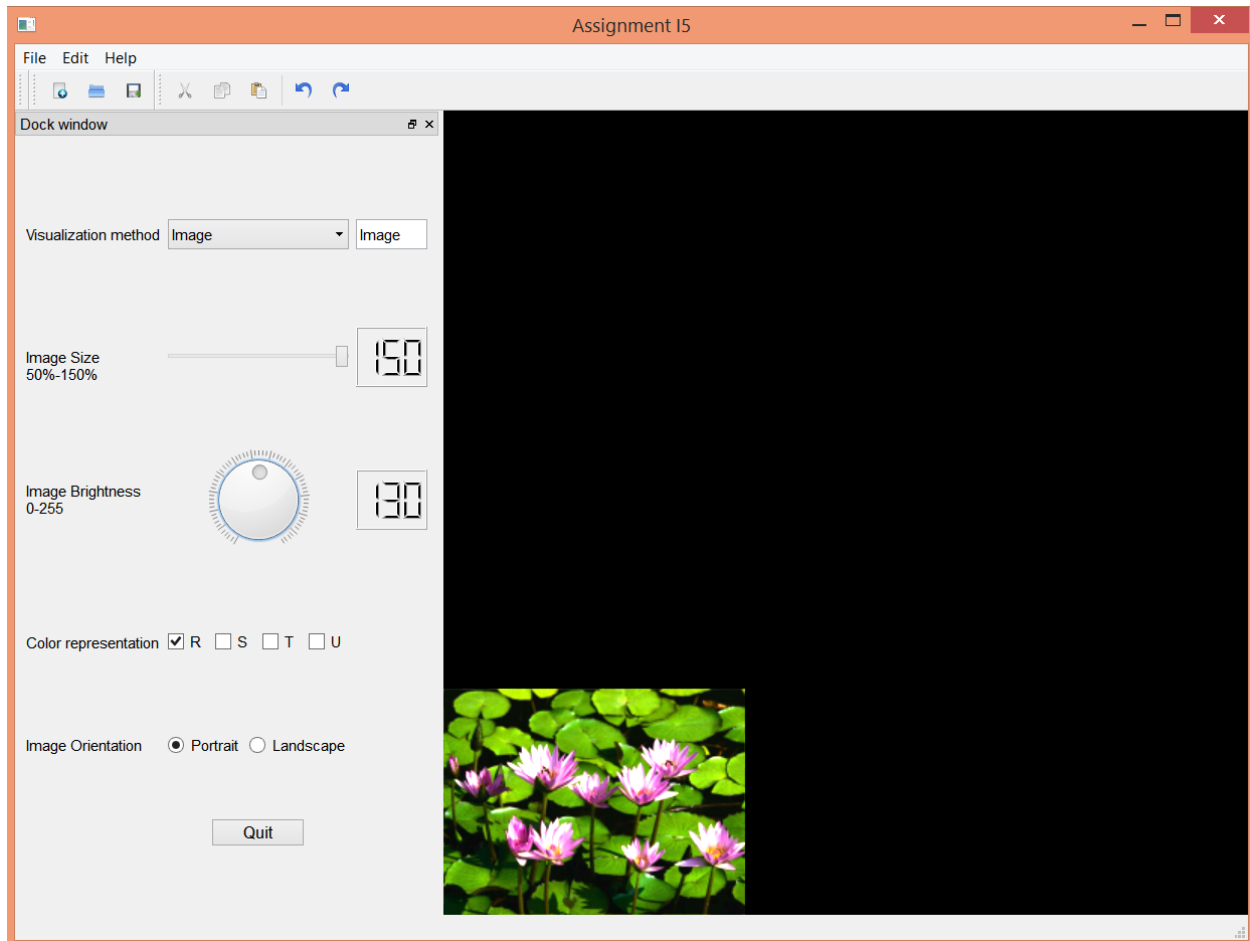 Assignment I5
File Edit Help
Dock window
Visualization method Image Image
Image Size
50%-150%
150
Image Brightness
0-255
130
Color representation R S T U
Image Orientation Portrait Landscape
Quit